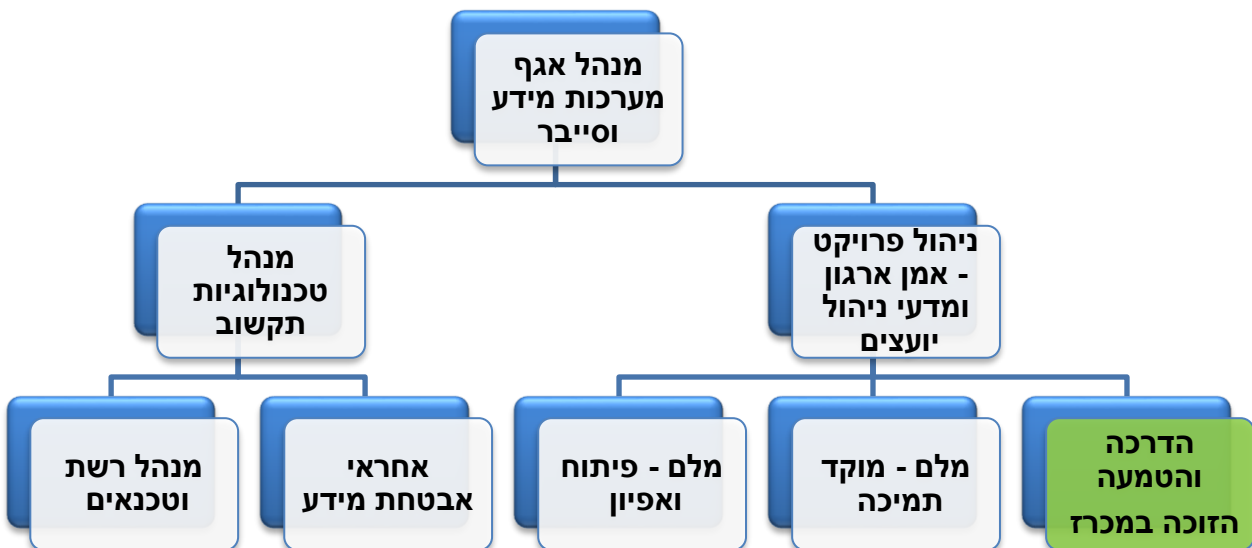 מנהל אגף
מערכות מידע
וסייבר
ניהול פרויקט
- אמן ארגון
ומדעי ניהול
יועצים
מנהל
טכנולוגיות
תקשוב
הדרכה
והטמעה
הזוכה במכרז
מלם - מוקד
תמיכה
מלם - פיתוח
ואפיון
אחראי
אבטחת מידע
מנהל רשת
וטכנאים